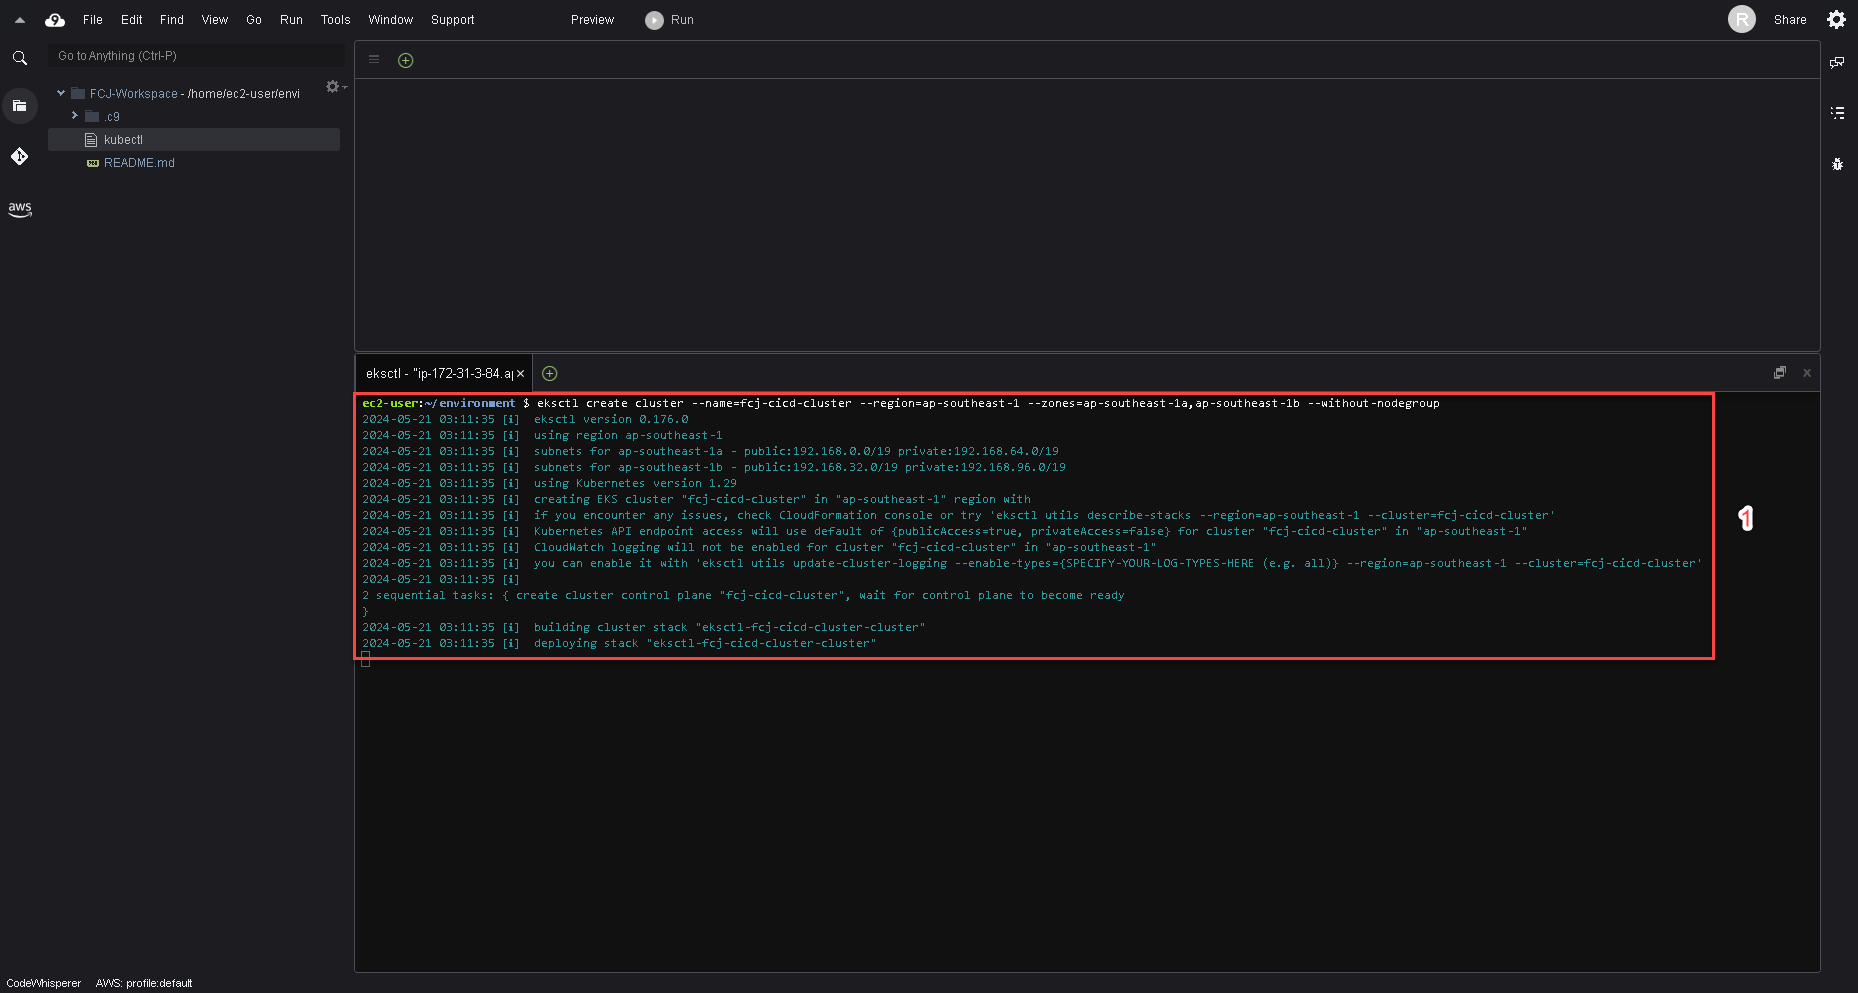 File Edit Find View Go Run Tools Window Support Preview Run R Share
Go to Anything (Ctrl-P)
FCJ-Workspace - /home/ec2-user/envi
.c9
kubectl
README.md
aws
eksctl - "ip-172-31-3-84.ap
ec2-user:~/environment $ eksctl create cluster --name=fcj-cicd-cluster --region=ap-southeast-1 --zones=ap-southeast-1a,ap-southeast-1b --without-nodegroup
2024-05-21 03:11:35 [i]  eksctl version 0.176.0
2024-05-21 03:11:35 [i]  using region ap-southeast-1
2024-05-21 03:11:35 [i]  subnets for ap-southeast-1a - public:192.168.0.0/19 private:192.168.64.0/19
2024-05-21 03:11:35 [i]  subnets for ap-southeast-1b - public:192.168.32.0/19 private:192.168.96.0/19
2024-05-21 03:11:35 [i]  using Kubernetes version 1.29
2024-05-21 03:11:35 [i]  creating EKS cluster "fcj-cicd-cluster" in "ap-southeast-1" region with
2024-05-21 03:11:35 [i]  if you encounter any issues, check CloudFormation console or try 'eksctl utils describe-stacks --region=ap-southeast-1 --cluster=fcj-cicd-cluster'
2024-05-21 03:11:35 [i]  Kubernetes API endpoint access will use default of {publicAccess=true, privateAccess=false} for cluster "fcj-cicd-cluster" in "ap-southeast-1"
2024-05-21 03:11:35 [i]  CloudWatch logging will not be enabled for cluster "fcj-cicd-cluster" in "ap-southeast-1"
2024-05-21 03:11:35 [i]  you can enable it with 'eksctl utils update-cluster-logging --enable-types={SPECIFY-YOUR-LOG-TYPES-HERE (e.g. all)} --region=ap-southeast-1 --cluster=fcj-cicd-cluster'
2024-05-21 03:11:35 [i]
2 sequential tasks: { create cluster control plane "fcj-cicd-cluster", wait for control plane to become ready
}
2024-05-21 03:11:35 [i]  building cluster stack "eksctl-fcj-cicd-cluster-cluster"
2024-05-21 03:11:35 [i]  deploying stack "eksctl-fcj-cicd-cluster-cluster"
1
CodeWhisperer AWS: profile:default